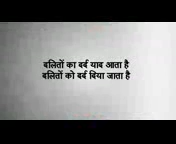 दलितों का दर्द याद आता है
दलितों को दर्द दिया जाता है